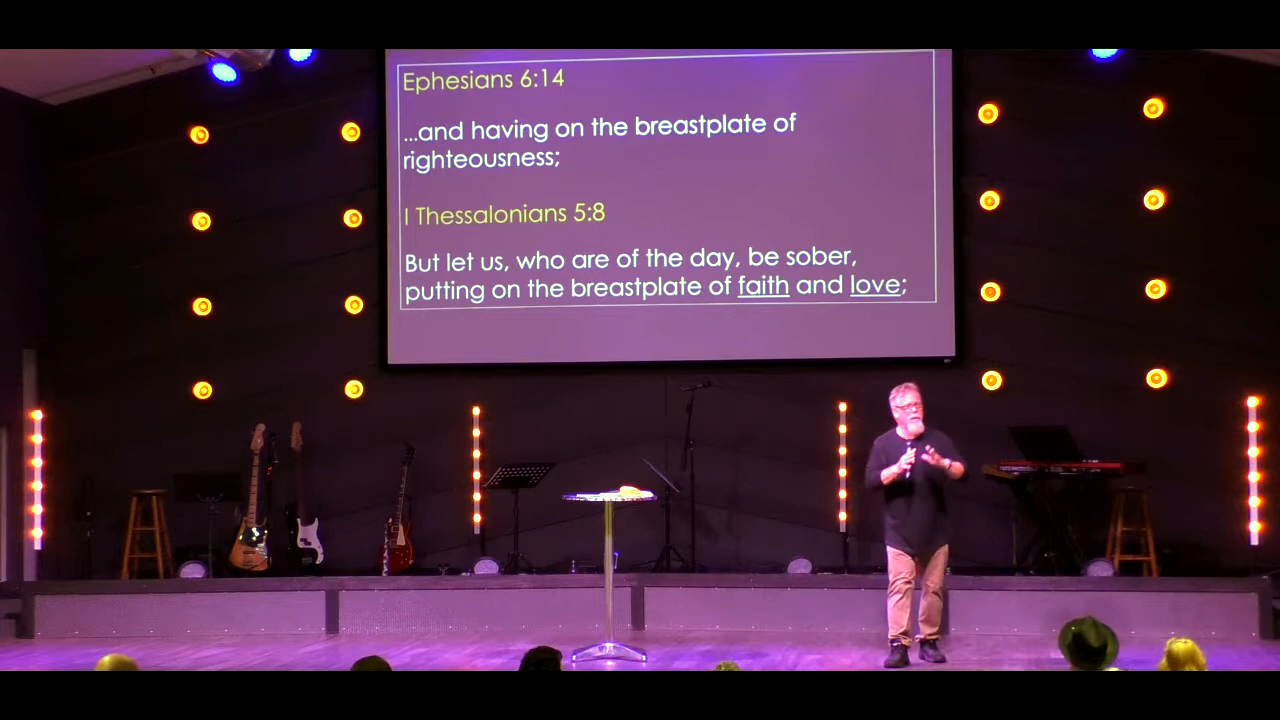 Ephesians 6:14
...and having on the breastplate of
righteousness;
I Thessalonians 5:8
But let us, who are of the day, be sober,
putting on the breastplate of faith and love;